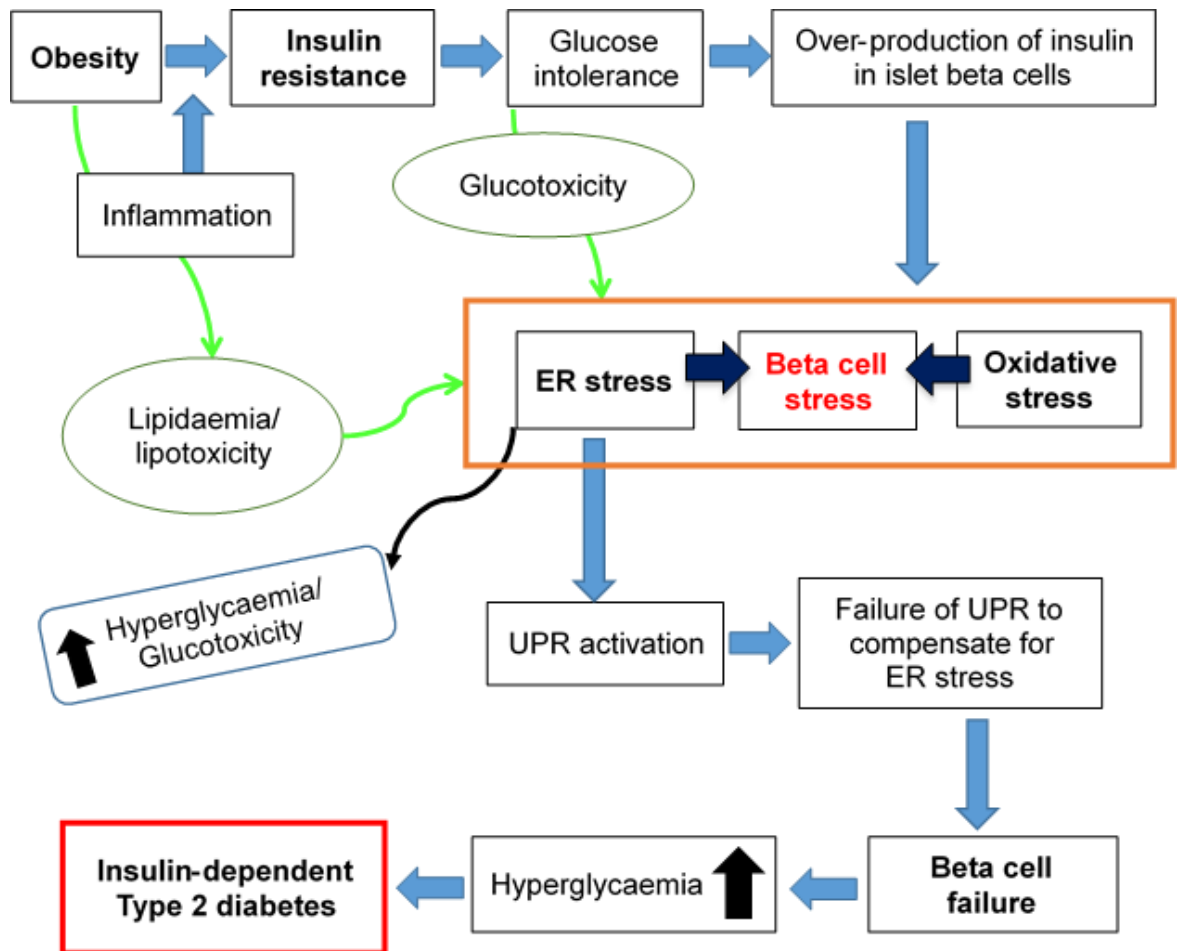 Obesity
Insulin
resistance
Glucose
intolerance
Over-production of insulin
in islet beta cells
Inflammation
Glucotoxicity
Lipidaemia/
lipotoxicity
ER stress
Beta cell
stress
Oxidative
stress
Hyperglycaemia/
Glucotoxicity
UPR activation
Failure of UPR to
compensate for
ER stress
Insulin-dependent
Type 2 diabetes
Hyperglycaemia
Beta cell
failure